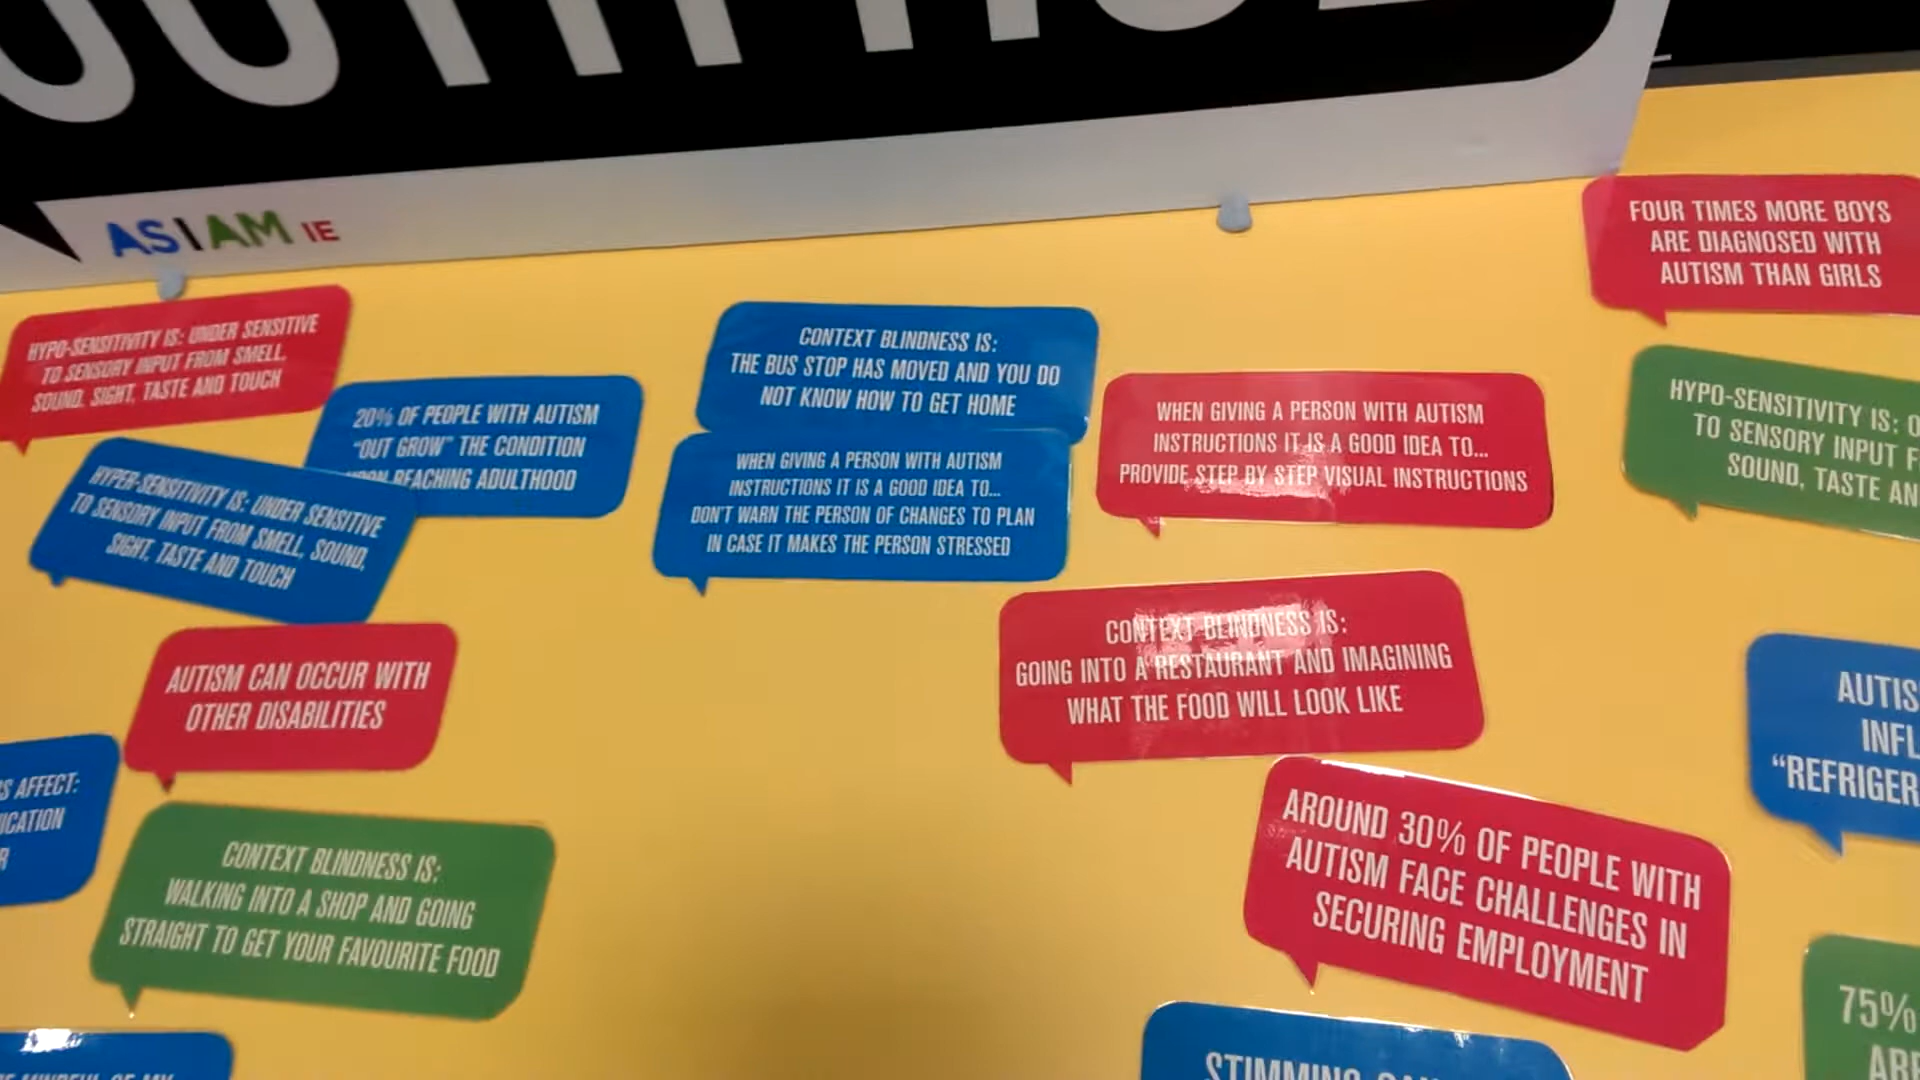 ASIAM IE
FOUR TIMES MORE BOYS
ARE DIAGNOSED WITH
AUTISM THAN GIRLS
HYPO-SENSITIVITY IS: UNDER SENSITIVE
TO SENSORY INPUT FROM SMELL,
SOUND, SIGHT, TASTE AND TOUCH
20% OF PEOPLE WITH AUTISM
"OUT GROW" THE CONDITION
REACHING ADULTHOOD
HYPER-SENSITIVITY IS: UNDER SENSITIVE
TO SENSORY INPUT FROM SMELL, SOUND,
SIGHT, TASTE AND TOUCH
CONTEXT BLINDNESS IS:
THE BUS STOP HAS MOVED AND YOU DO
NOT KNOW HOW TO GET HOME
WHEN GIVING A PERSON WITH AUTISM
INSTRUCTIONS IT IS A GOOD IDEA TO...
DON'T WARN THE PERSON OF CHANGES TO PLAN
IN CASE IT MAKES THE PERSON STRESSED
WHEN GIVING A PERSON WITH AUTISM
INSTRUCTIONS IT IS A GOOD IDEA TO...
PROVIDE STEP BY STEP VISUAL INSTRUCTIONS
HYPO-SENSITIVITY IS:
TO SENSORY INPUT
SOUND, TASTE
CONTEXT BLINDNESS IS:
GOING INTO A RESTAURANT AND IMAGINING
WHAT THE FOOD WILL LOOK LIKE
AUTISM CAN OCCUR WITH
OTHER DISABILITIES
AFFECT:
CONTEXT BLINDNESS IS:
WALKING INTO A SHOP AND GOING
STRAIGHT TO GET YOUR FAVOURITE FOOD
AROUND 30% OF PEOPLE WITH
AUTISM FACE CHALLENGES IN
SECURING EMPLOYMENT
75%
STIMMING